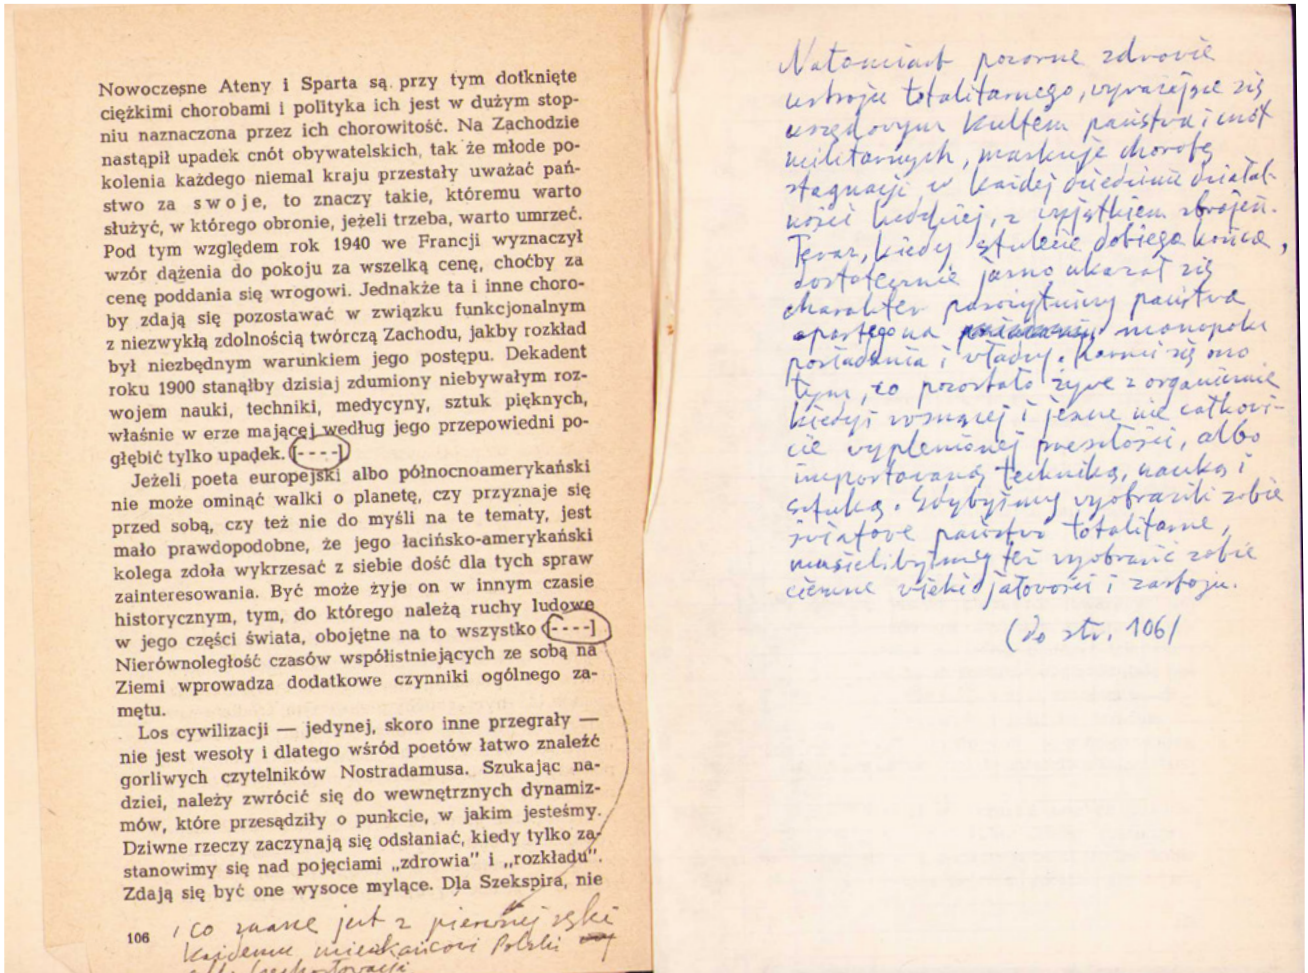 Nowoczesne Ateny i Sparta są przy tym dotknięte
ciężkimi chorobami i polityka ich jest w dużym stop-
niu naznaczona przez ich chorowitość. Na Zachodzie
nastąpił upadek cnót obywatelskich, tak że młode po-
kolenia każdego niemal kraju przestały uważać pań-
stwo za s w o j e, to znaczy takie, któremu warto
służyć, w którego obronie, jeżeli trzeba, warto umrzeć.
Pod tym względem rok 1940 we Francji wyznaczył
wzór dążenia do pokoju za wszelką cenę, choćby za
cenę poddania się wrogowi. Jednakże ta i inne choro-
by zdają się pozostawać w związku funkcjonalnym
z niezwykłą zdolnością twórczą Zachodu, jakby rozkład
był niezbędnym warunkiem jego postępu. Dekadent
roku 1900 stanąłby dzisiaj zdumiony niebywałym roz-
wojem nauki, techniki, medycyny, sztuk pięknych,
właśnie w erze mającej według jego przepowiedni po-
głębić tylko upadek. [----]
Jeżeli poeta europejski albo północnoamerykański
nie może ominąć walki o planetę, czy przyznaje się
przed sobą, czy też nie do myśli na te tematy, jest
mało prawdopodobne, że jego łacińsko-amerykański
kolega zdoła wykrzesać z siebie dość dla tych spraw
zainteresowania. Być może żyje on w innym czasie
historycznym, tym, do którego należą ruchy ludowe
w jego części świata, obojętne na to wszystko [----]
Nierównoległość czasów współistniejących ze sobą na
Ziemi wprowadza dodatkowe czynniki ogólnego za-
mętu.
Los cywilizacji — jedynej, skoro inne przegrały —
nie jest wesoły i dlatego wśród poetów łatwo znaleźć
gorliwych czytelników Nostradamusa. Szukając na-
dziei, należy zwrócić się do wewnętrznych dynamiz-
mów, które przesądziły o punkcie, w jakim jesteśmy.
Dziwne rzeczy zaczynają się odsłaniać, kiedy tylko za-
stanowimy się nad pojęciami „zdrowia" i „rozkładu".
Zdają się być one wysoce mylące. Dla Szekspira, nie
106
, co znane jest z pierwszej ręki
każdemu mieszkańcowi Polski
Natomiast pozorne zdrowie
ustroju totalitarnego, wyrażające się
urzędowym kultem państwa i cnót
militarnych, maskuje chorobę
stagnacji w każdej dziedzinie działal-
ności ludzkiej, z wyjątkiem zbrojeń.
Teraz, kiedy stulecie dobiega końca,
dostatecznie jasno ukazał się
charakter pasożytniczy państwa
opartego na monopolu
posiadania i władzy. Karmi się ono
tym, co pozostało żywe z organicznie
kiedyś rosnącej i jeszcze nie całkowi-
cie wyplenionej przeszłości, albo
importowaną techniką, nauką i
sztuką. Gdybyśmy wyobrazili sobie
światowe państwo totalitarne,
musielibyśmy też wyobrazić sobie
ciemne wieki jałowości i zastoju.
(do str. 106)